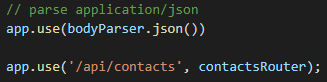 // parse application/json
app.use(bodyParser.json())
app.use('/api/contacts', contactsRouter);